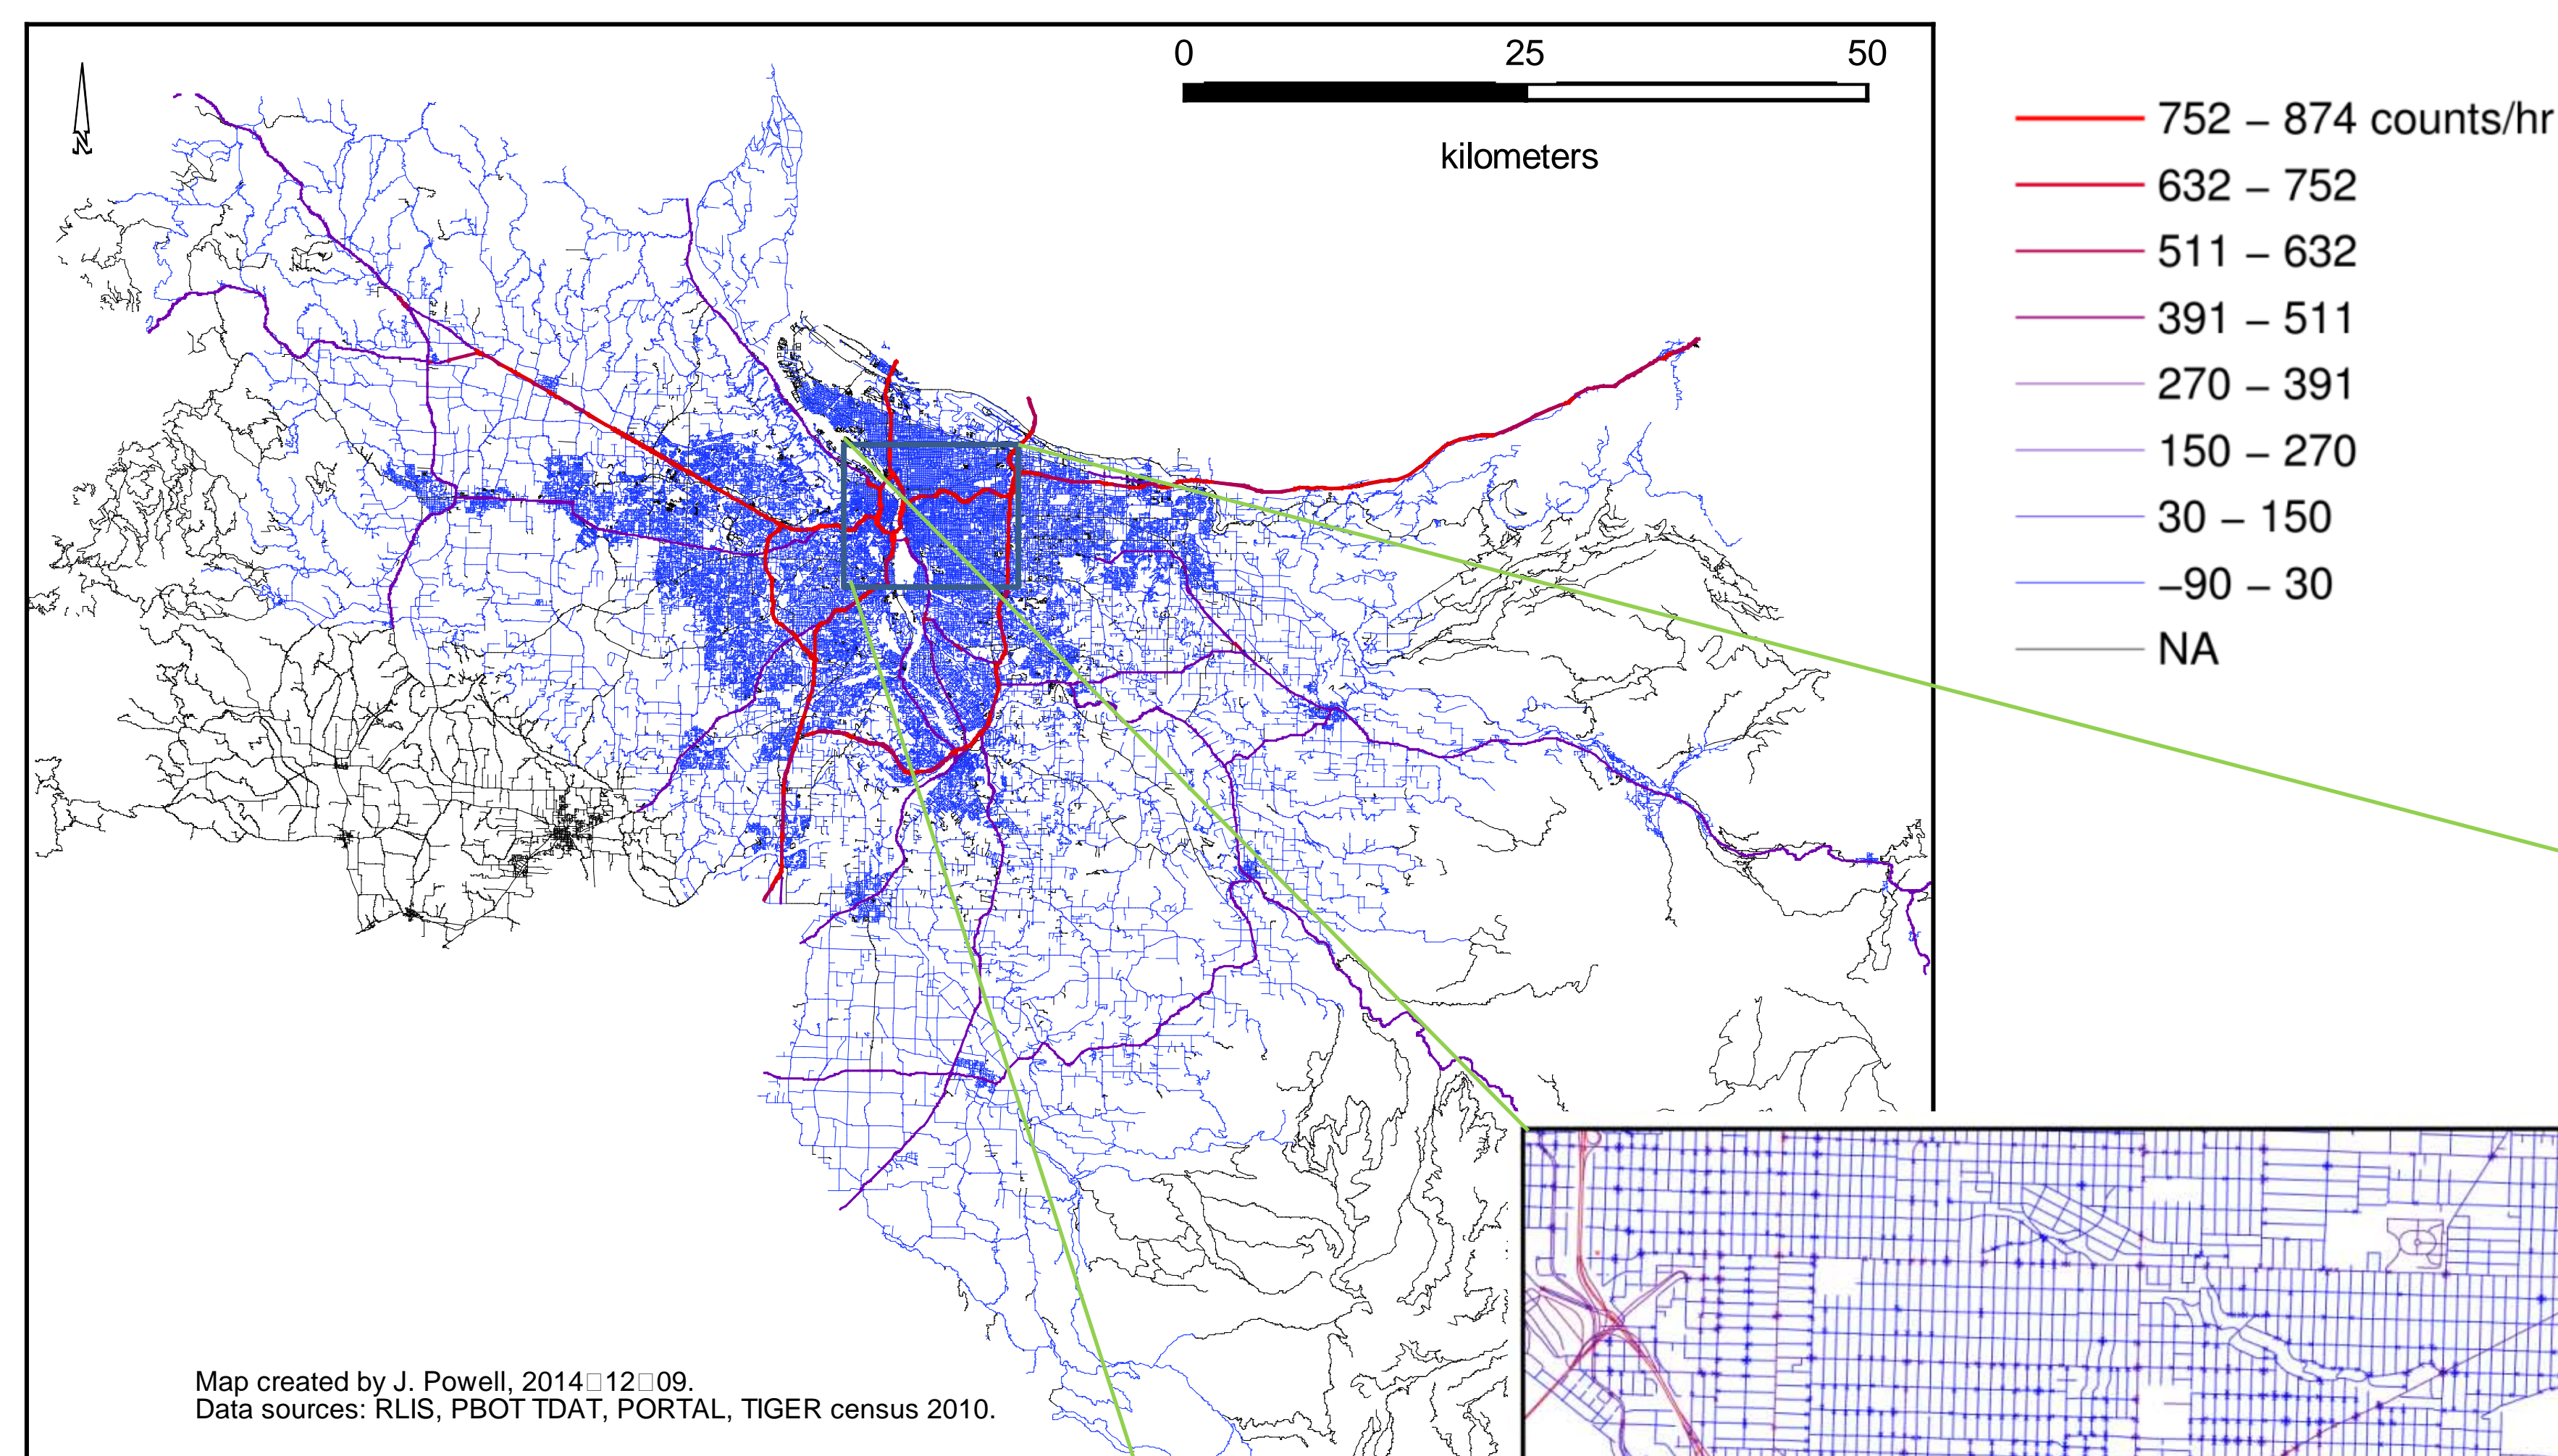 0 25 50
kilometers
N
752 – 874 counts/hr
632 – 752
511 – 632
391 – 511
270 – 391
150 – 270
30 – 150
–90 – 30
NA
Map created by J. Powell, 2014□12□09.
Data sources: RLIS, PBOT TDAT, PORTAL, TIGER census 2010.